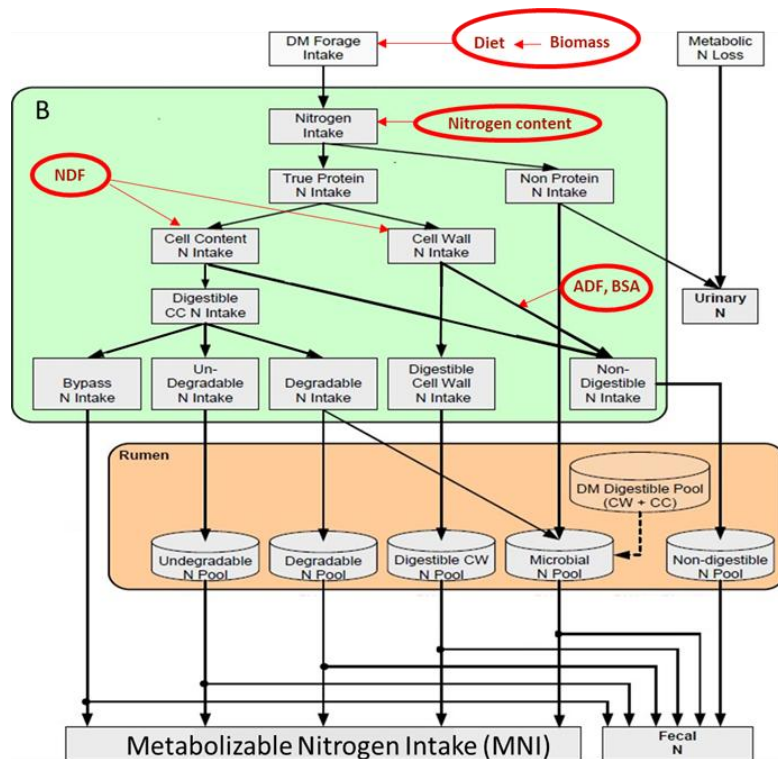 DM Forage
Intake
Diet
Biomass
Metabolic
N Loss
B
Nitrogen
Intake
Nitrogen content
True Protein
N Intake
Non Protein
N Intake
NDF
Cell Content
N Intake
Cell Wall
N Intake
ADF, BSA
Digestible
CC N Intake
Urinary
N
Bypass
N Intake
Un-
Degradable
N Intake
Degradable
N Intake
Digestible
Cell Wall
N Intake
Non-
Digestible
N Intake
Rumen
DM Digestible Pool
(CW + CC)
Undegradable
N Pool
Degradable
N Pool
Digestible CW
N Pool
Microbial
N Pool
Non-digestible
N Pool
Metabolizable Nitrogen Intake (MNI)
Fecal
N